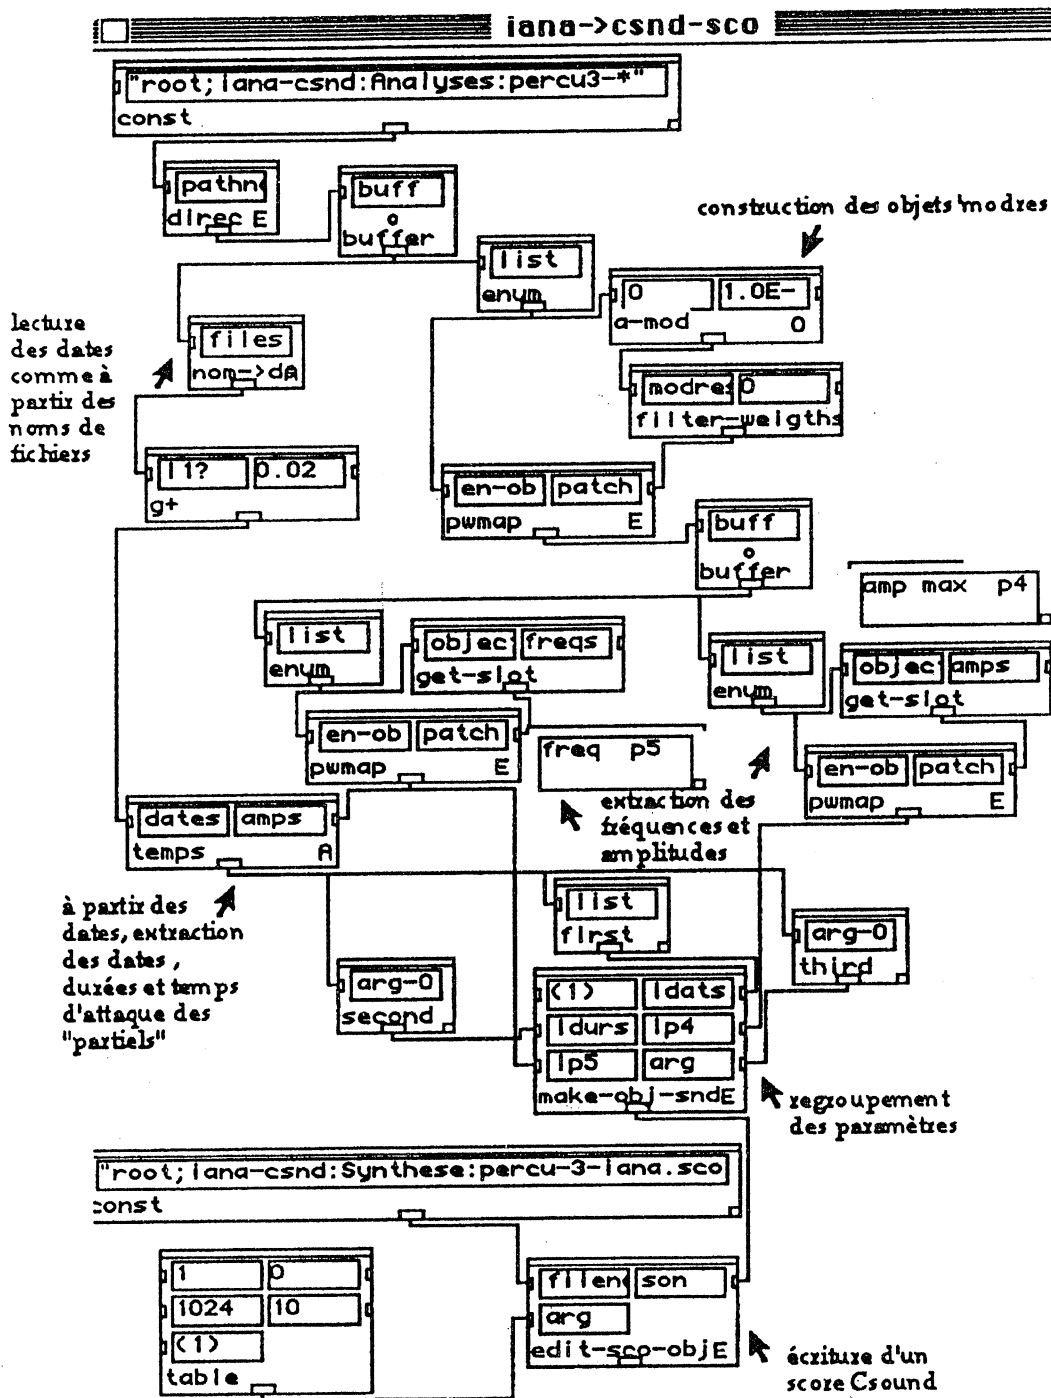 iana->csnd-sco
"root;iana-csnd:Analyses:percu3-*"
const
pathn
direc E
buff
buffer
construction des objets modres
list
enum
0 1.0E-
a-mod O
lecture
des dates
comme à
partir des
noms de
fichiers
files
nom->dA
modres 0
filter-weigths
l1? 0.02
g+
en-ob patch
pwmap E
buff
buffer
amp max p4
list
enum
objec freqs
get-slot
list
enum
objec amps
get-slot
en-ob patch
pwmap E
freq p5
en-ob patch
pwmap E
extraction des
fréquences et
amplitudes
dates amps
temps A
à partir des
dates, extraction
des dates,
durées et temps
d'attaque des
"partiels"
list
first
arg-0
third
arg-0
second
(1) ldats
ldurs lp4
lp5 arg
make-obj-sndE
regroupement
des paramètres
"root;iana-csnd:Synthese:percu-3-iana.sco
const
1 0
1024 10
(1)
table
filen son
arg
edit-sco-objE
écriture d'un
score Csound